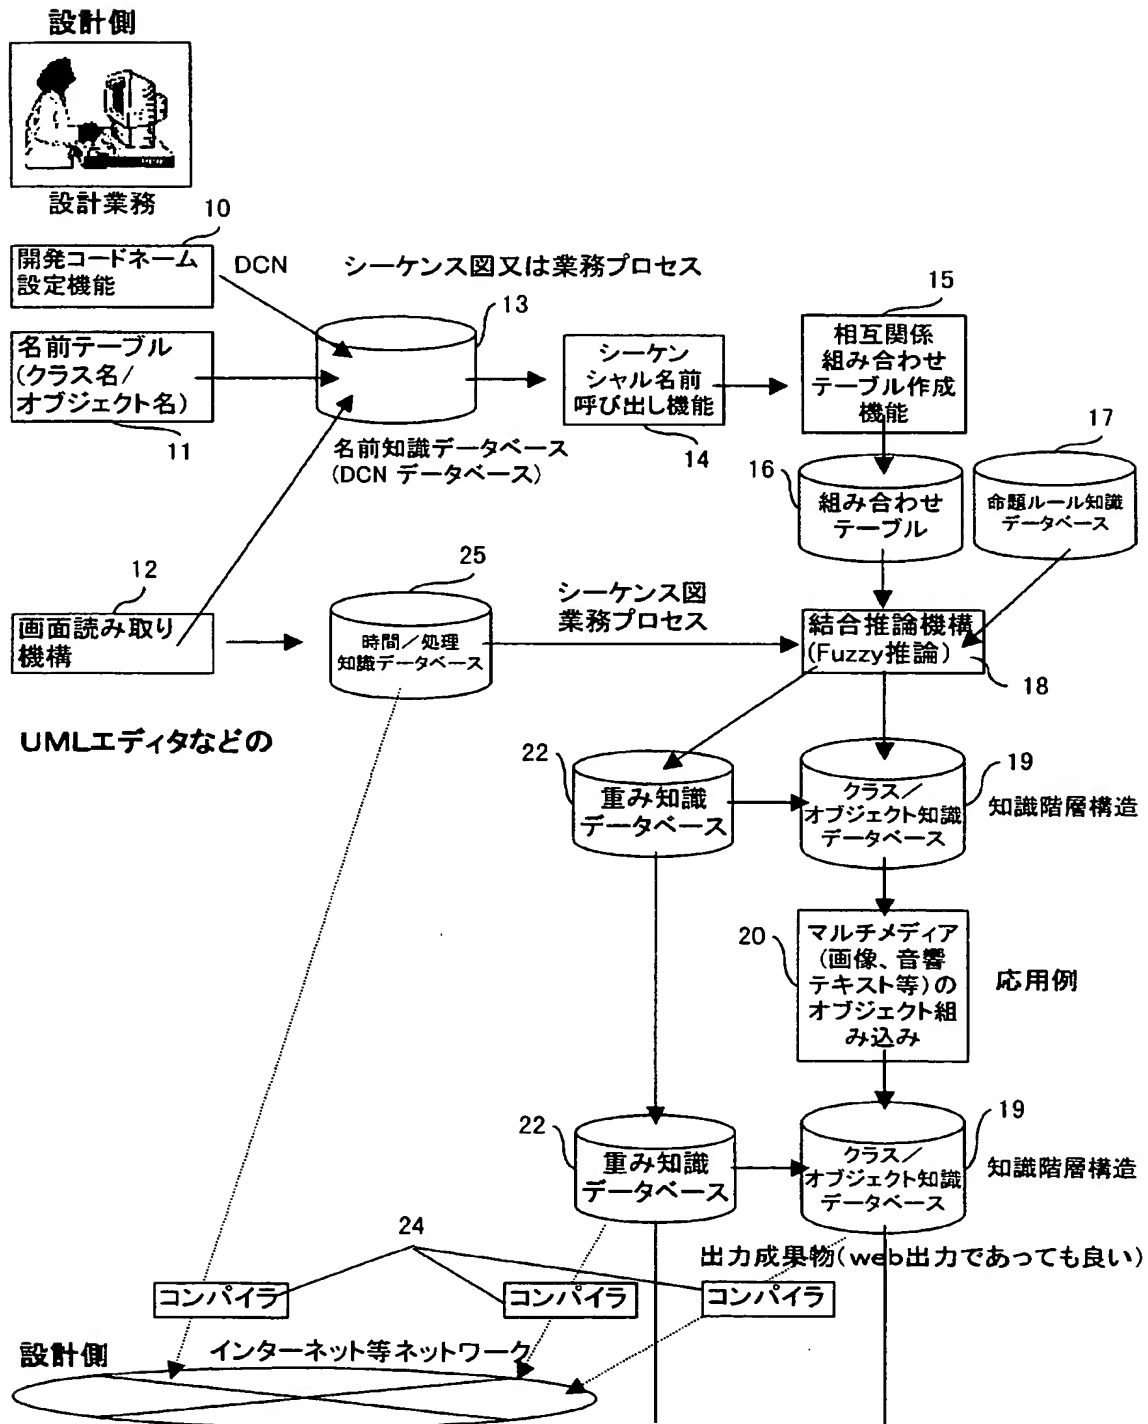 設計側
設計業務
10
開発コードネーム
設定機能
DCN
シーケンス図又は業務プロセス
13
名前テーブル
(クラス名/
オブジェクト名)
11
名前知識データベース
(DCN データベース)
シーケン
シャル名前
呼び出し機能
14
15
相互関係
組み合わせ
テーブル作成
機能
16
組み合わせ
テーブル
17
命題ルール知識
データベース
12
画面読み取り
機構
25
時間／処理
知識データベース
シーケンス図
業務プロセス
結合推論機構
(Fuzzy推論)
18
UMLエディタなどの
22
重み知識
データベース
19
クラス／
オブジェクト知識
データベース
知識階層構造
20
マルチメディア
(画像、音響
テキスト等)の
オブジェクト組
み込み
応用例
22
重み知識
データベース
19
クラス／
オブジェクト知識
データベース
知識階層構造
24
出力成果物(web出力であっても良い)
コンパイラ
コンパイラ
コンパイラ
設計側
インターネット等ネットワーク